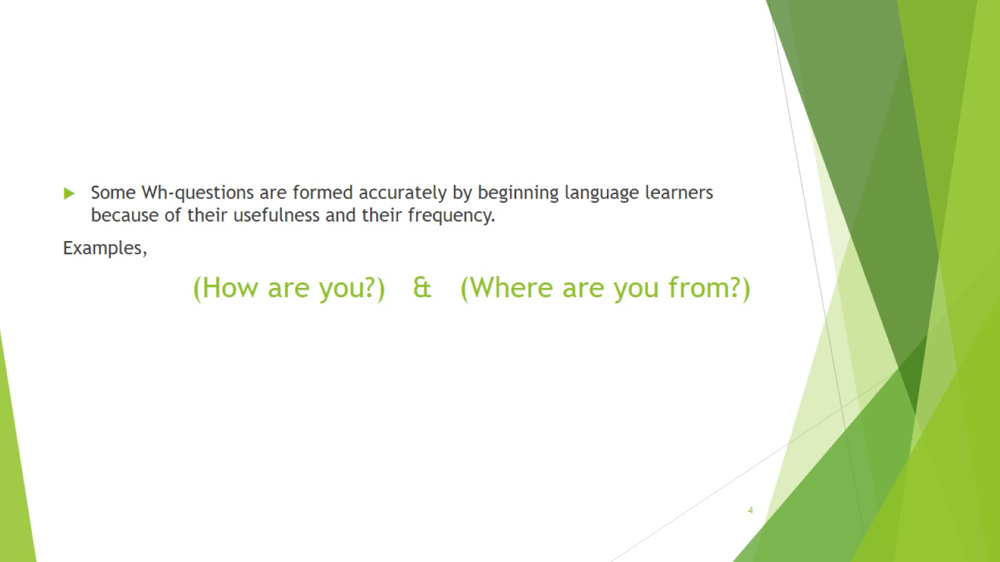 Some Wh-questions are formed accurately by beginning language learners
because of their usefulness and their frequency.
Examples,
(How are you?) & (Where are you from?)
4